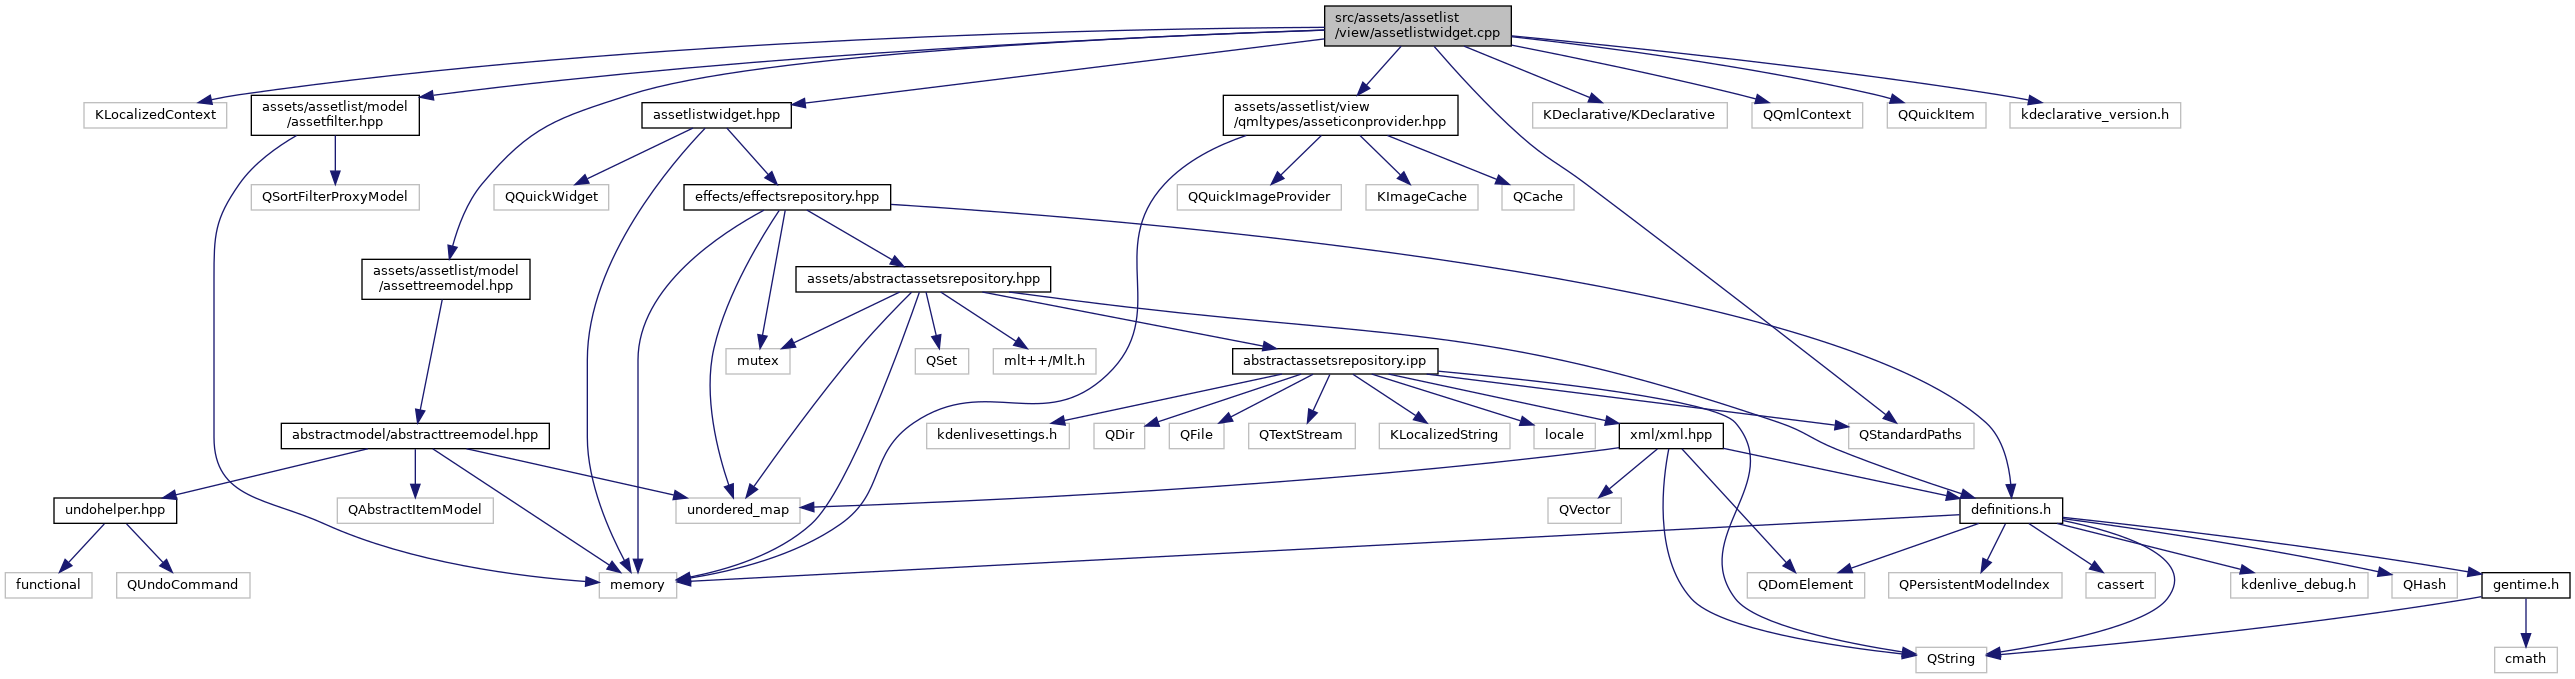 src/assets/assetlist
/view/assetlistwidget.cpp
KLocalizedContext
assets/assetlist/model
/assetfilter.hpp
assetlistwidget.hpp
assets/assetlist/view
/qmltypes/asseticonprovider.hpp
KDeclarative/KDeclarative
QQmlContext
QQuickItem
kdeclarative_version.h
QSortFilterProxyModel
QQuickWidget
effects/effectsrepository.hpp
QQuickImageProvider
KImageCache
QCache
assets/assetlist/model
/assettreemodel.hpp
assets/abstractassetsrepository.hpp
mutex
QSet
mlt++/Mlt.h
abstractassetsrepository.ipp
abstractmodel/abstracttreemodel.hpp
kdenlivesettings.h
QDir
QFile
QTextStream
KLocalizedString
locale
xml/xml.hpp
QStandardPaths
undohelper.hpp
QAbstractItemModel
unordered_map
QVector
definitions.h
functional
QUndoCommand
memory
QDomElement
QPersistentModelIndex
cassert
kdenlive_debug.h
QHash
gentime.h
QString
cmath